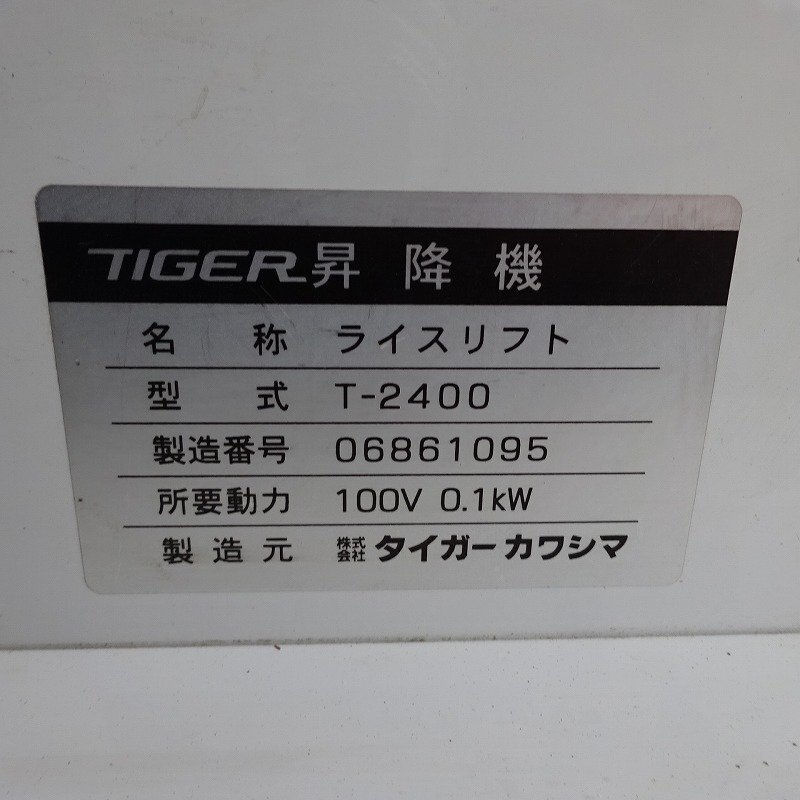 TIGER昇降機
名称 ライスリフト
型式 T-2400
製造番号 06861095
所要動力 100V 0.1kW
製造元 株式会社 タイガーカワシマ